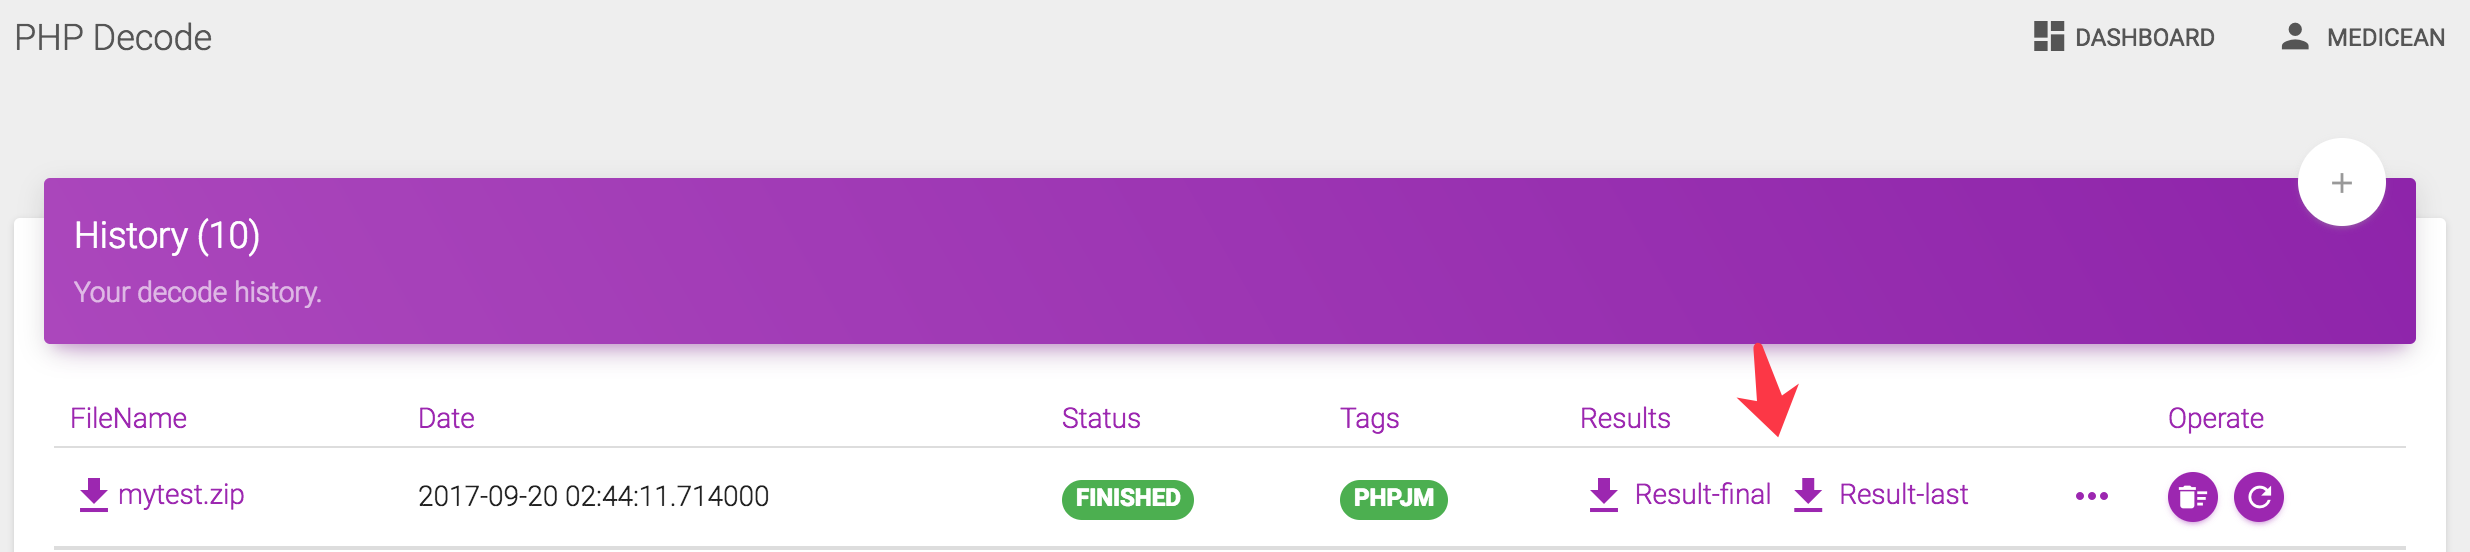 PHP Decode
DASHBOARD
MEDICEAN
+
History (10)
Your decode history.
FileName Date Status Tags Results Operate
mytest.zip 2017-09-20 02:44:11.714000 FINISHED PHPJM Result-final Result-last